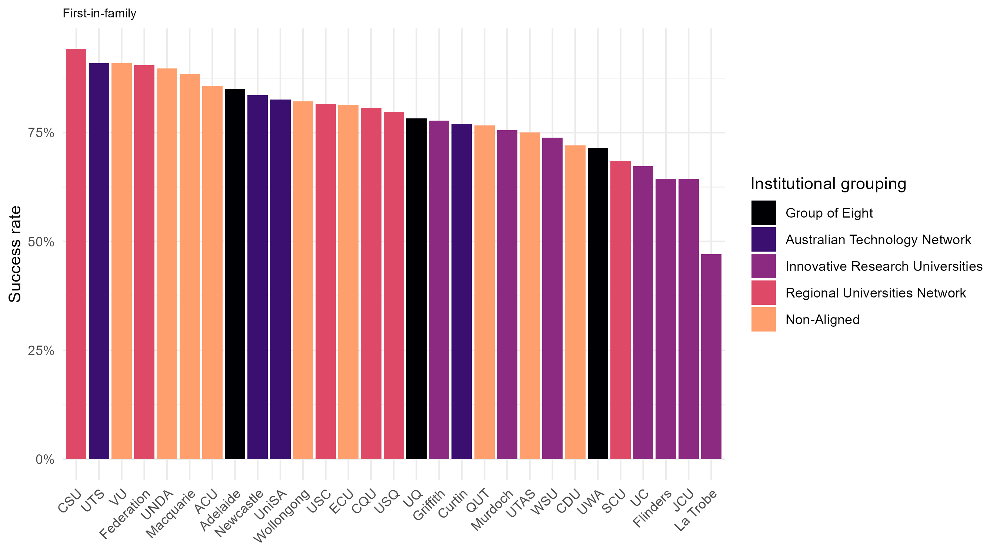 First-in-family
Success rate
75%
50%
25%
0%
CSU
UTS
VU
Federation
UNDA
Macquarie
ACU
Adelaide
Newcastle
UniSA
Wollongong
USC
ECU
CQU
USQ
UQ
Griffith
Curtin
QUT
Murdoch
UTAS
WSU
CDU
UWA
SCU
UC
Flinders
JCU
La Trobe
Institutional grouping
Group of Eight
Australian Technology Network
Innovative Research Universities
Regional Universities Network
Non-Aligned